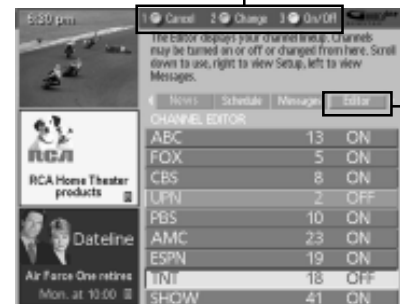 6:30 pm
1 Cancel 2 Change 3 On/Off
The Editor displays your channel lineup. Channels
may be turned on or off or changed from here. Scroll
down to use, right to view Setup, left to view
Messages.
News Schedule Messages Editor
CHANNEL EDITOR
ABC 13 ON
FOX 5 ON
CBS 8 ON
UPN 2 OFF
PBS 10 ON
AMC 23 ON
ESPN 19 ON
TNT 18 OFF
SHOW 41 ON
RCA
RCA Home Theater
products
Dateline
Air Force One retires
Mon. at 10:00